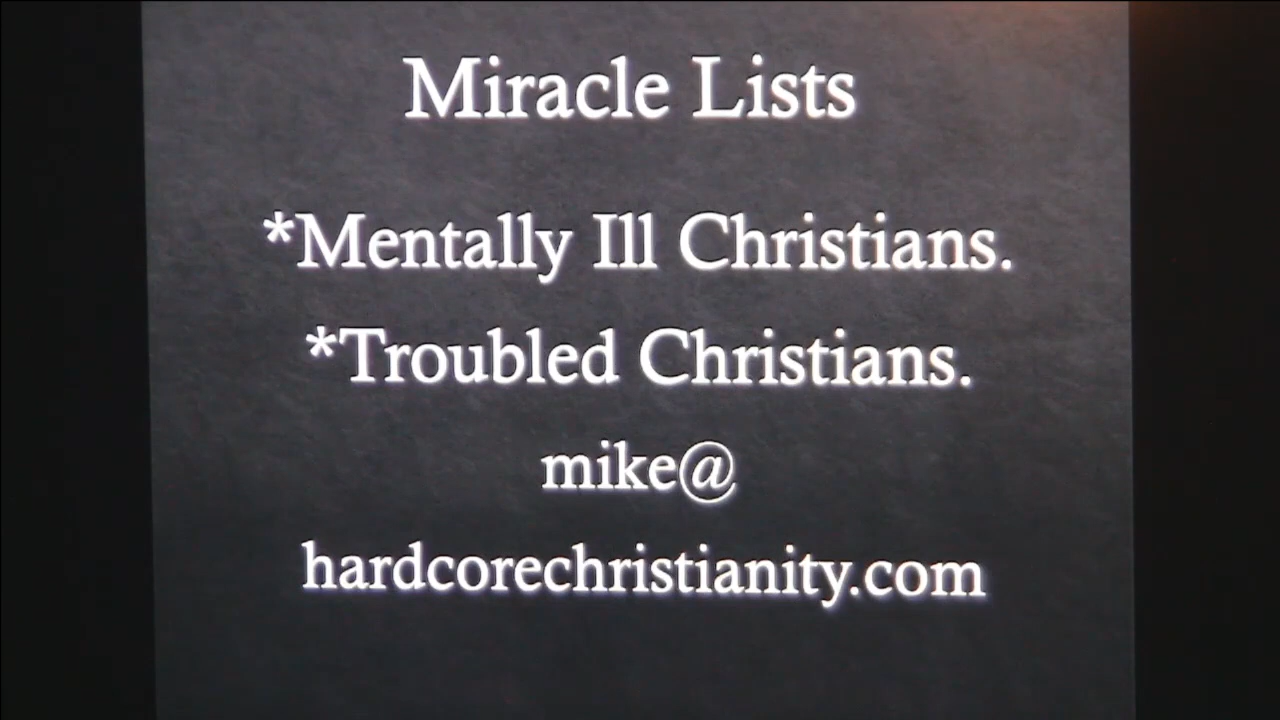 Miracle Lists
*Mentally Ill Christians.
*Troubled Christians.
mike@
hardcorechristianity.com